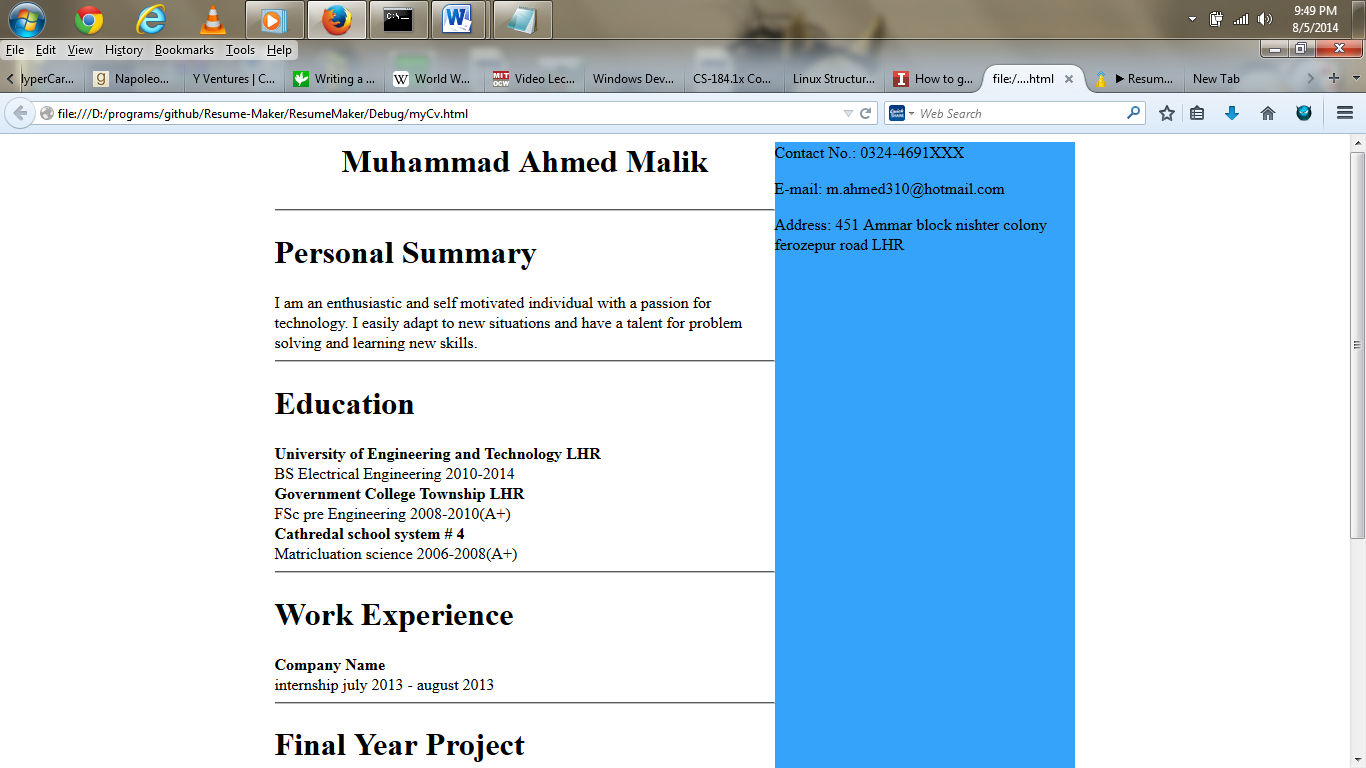 9:49 PM
8/5/2014
File Edit View History Bookmarks Tools Help
lyperCar... Napoleo... Y Ventures | C... Writing a ... World W... Video Lec... Windows Dev... CS-184.1x Co... Linux Structur... How to g... file:/....html ▶ Resum... New Tab
file:///D:/programs/github/Resume-Maker/ResumeMaker/Debug/myCv.html Web Search
Muhammad Ahmed Malik
Personal Summary
I am an enthusiastic and self motivated individual with a passion for
technology. I easily adapt to new situations and have a talent for problem
solving and learning new skills.
Education
University of Engineering and Technology LHR
BS Electrical Engineering 2010-2014
Government College Township LHR
FSc pre Engineering 2008-2010(A+)
Cathredal school system # 4
Matricluation science 2006-2008(A+)
Work Experience
Company Name
internship july 2013 - august 2013
Final Year Project
Contact No.: 0324-4691XXX
E-mail: m.ahmed310@hotmail.com
Address: 451 Ammar block nishter colony
ferozepur road LHR